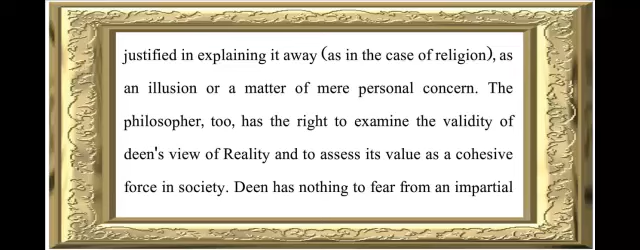 justified in explaining it away (as in the case of religion), as
an illusion or a matter of mere personal concern. The
philosopher, too, has the right to examine the validity of
deen's view of Reality and to assess its value as a cohesive
force in society. Deen has nothing to fear from an impartial